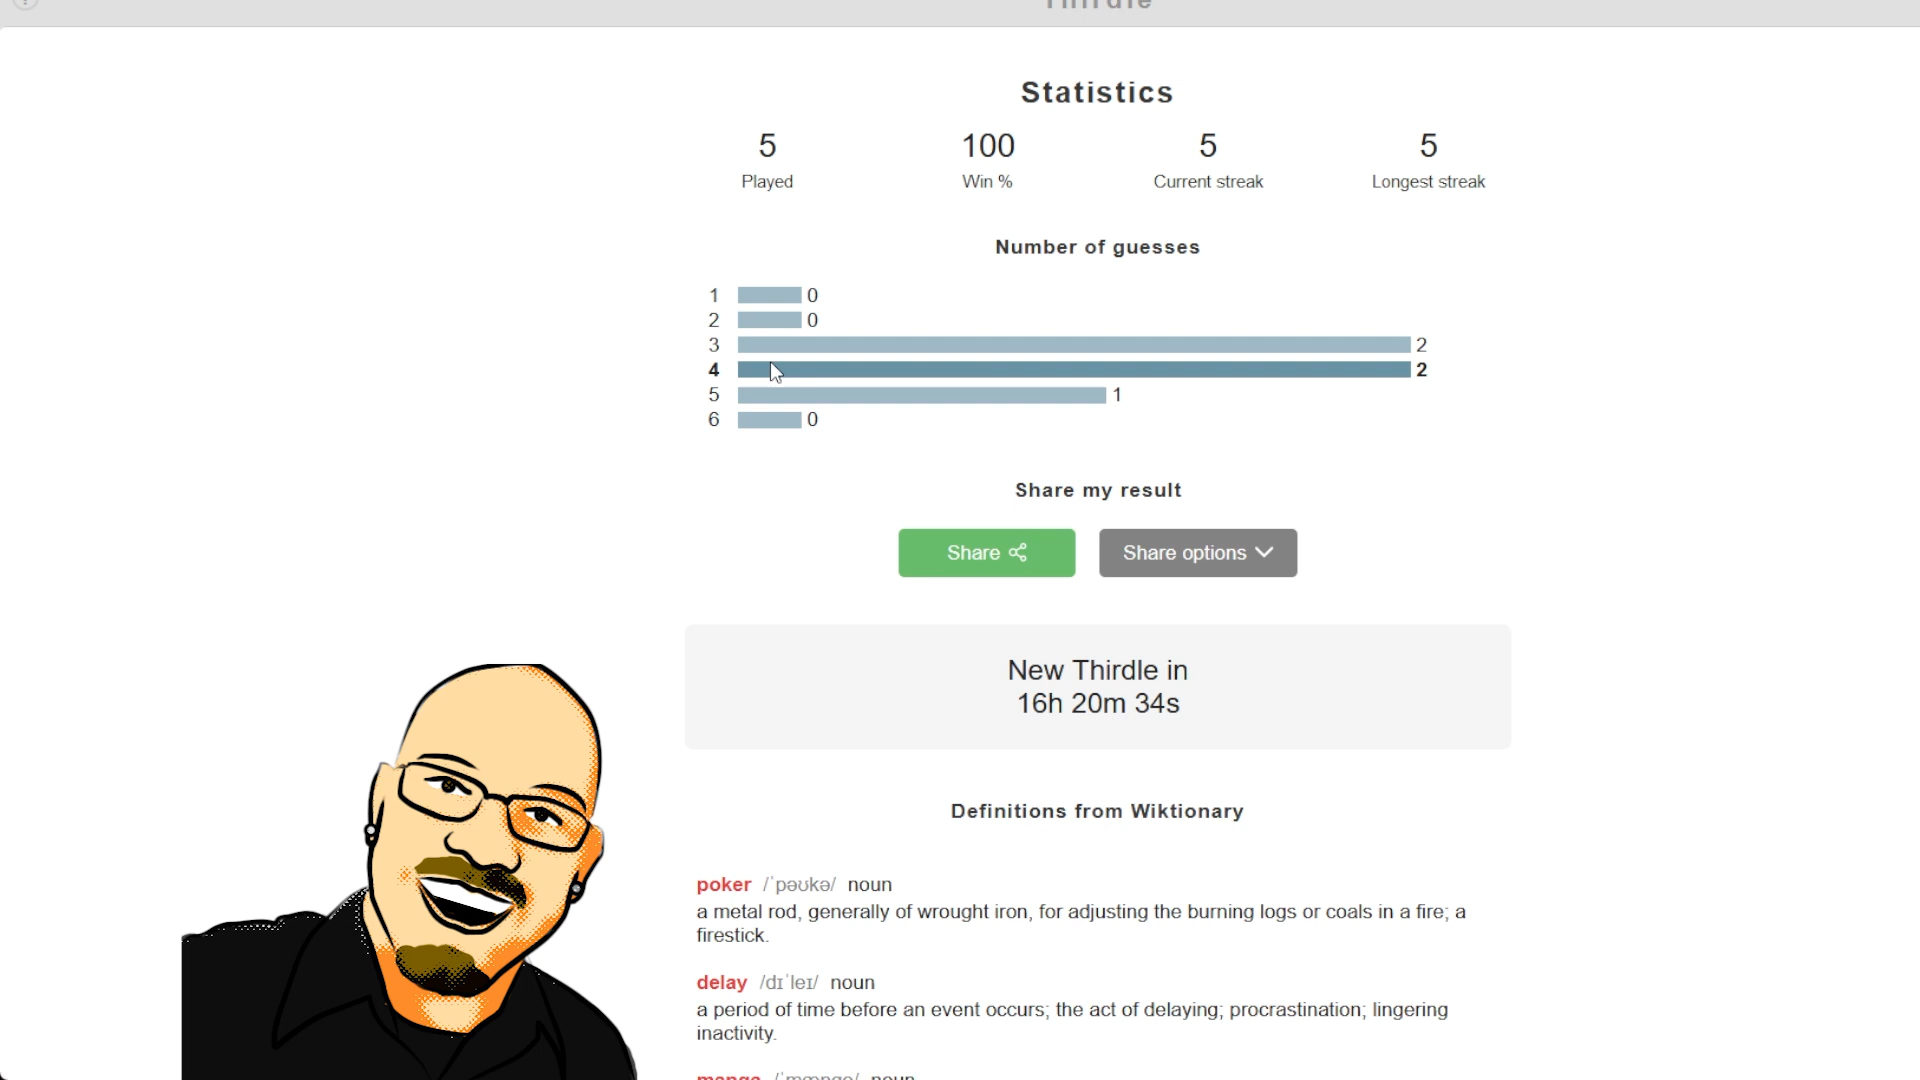 Thirdle
Statistics
5 100 5 5
Played Win % Current streak Longest streak
Number of guesses
1 0
2 0
3 2
4 2
5 1
6 0
Share my result
Share Share options
New Thirdle in
16h 20m 34s
Definitions from Wiktionary
poker /ˈpəʊkə/ noun
a metal rod, generally of wrought iron, for adjusting the burning logs or coals in a fire; a
firestick.
delay /dɪˈleɪ/ noun
a period of time before an event occurs; the act of delaying; procrastination; lingering
inactivity.
manga /ˈmænɡə/ noun